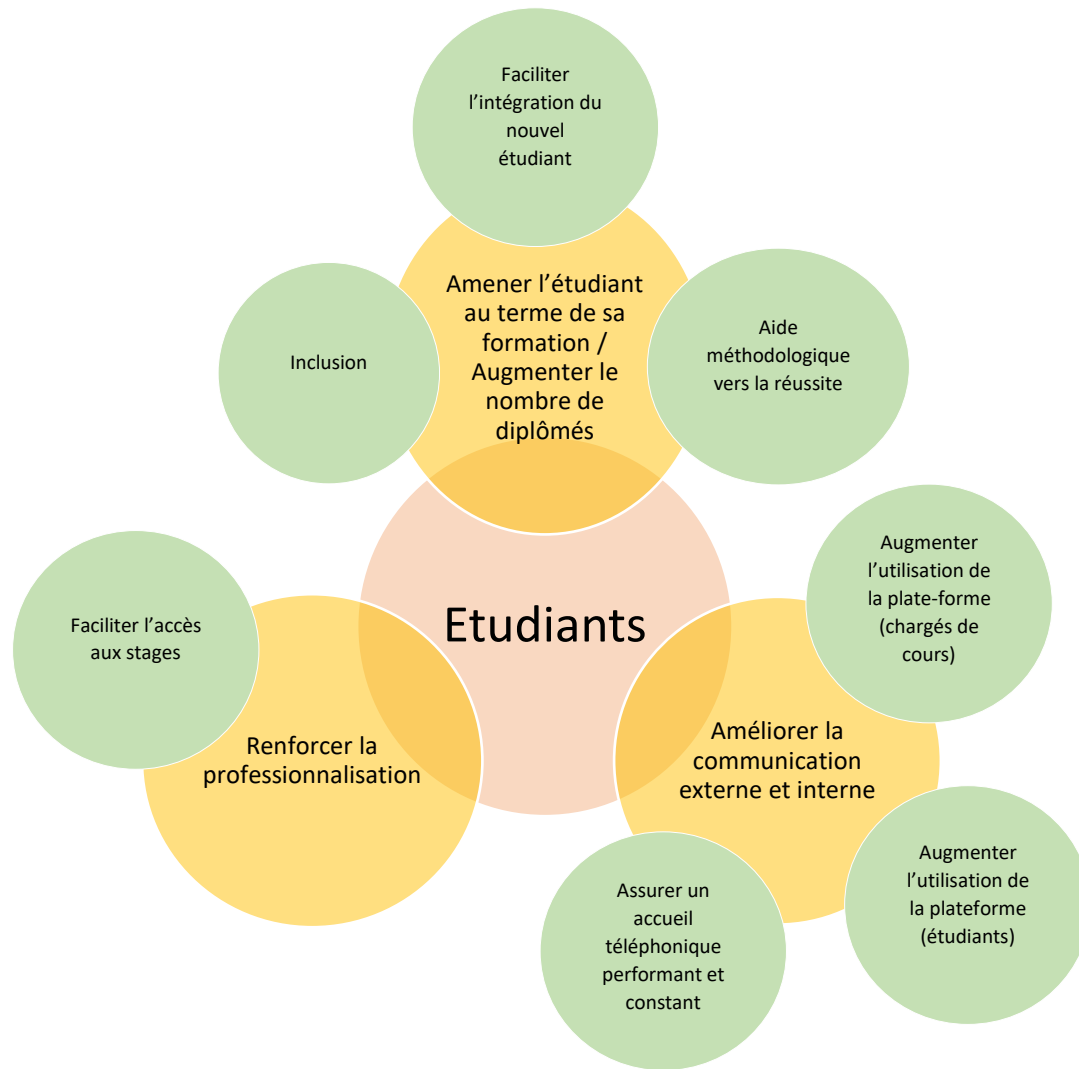 Faciliter
l’intégration du
nouvel
étudiant
Amener l’étudiant
au terme de sa
formation /
Augmenter le
nombre de
diplômés
Inclusion
Aide
méthodologique
vers la réussite
Etudiants
Faciliter l’accès
aux stages
Renforcer la
professionnalisation
Augmenter
l’utilisation de
la plate-forme
(chargés de
cours)
Améliorer la
communication
externe et interne
Augmenter
l’utilisation de
la plateforme
(étudiants)
Assurer un
accueil
téléphonique
performant et
constant